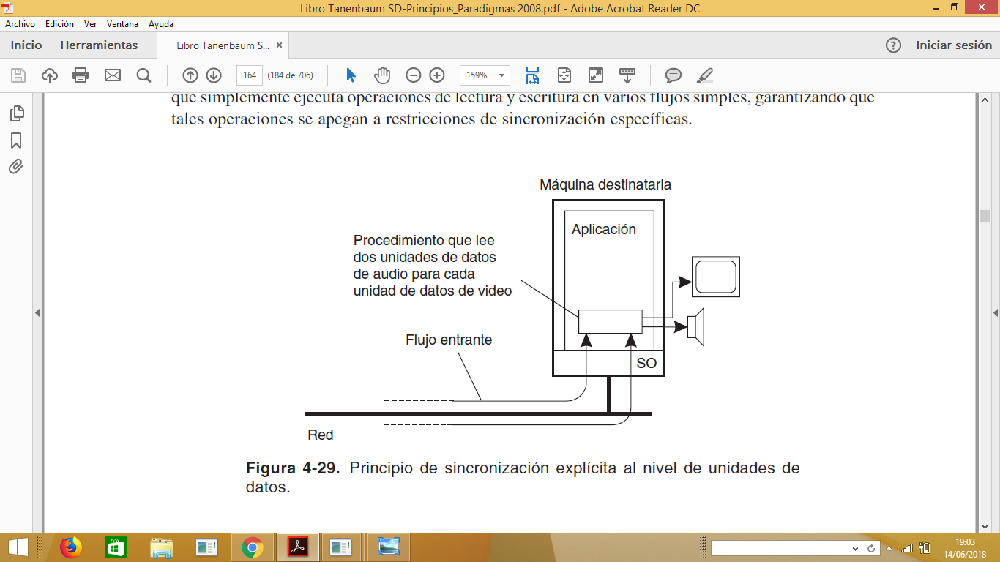 Libro Tanenbaum SD-Principios_Paradigmas 2008.pdf - Adobe Acrobat Reader DC
Archivo Edición Ver Ventana Ayuda
Inicio Herramientas Libro Tanenbaum S... × ? Iniciar sesión
164 (184 de 706) 159%
que simplemente ejecuta operaciones de lectura y escritura en varios flujos simples, garantizando que
tales operaciones se apegan a restricciones de sincronización específicas.
Máquina destinataria
Aplicación
Procedimiento que lee
dos unidades de datos
de audio para cada
unidad de datos de video
Flujo entrante
SO
Red
Figura 4-29. Principio de sincronización explícita al nivel de unidades de
datos.
19:03
14/06/2018